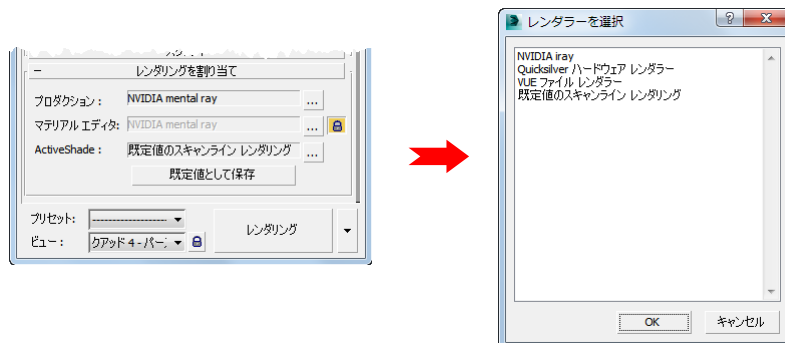 レンダリングを割り当て
プロダクション：
NVIDIA mental ray
...
マテリアル エディタ:
NVIDIA mental ray
...
ActiveShade：
既定値のスキャンライン レンダリング
...
既定値として保存
プリセット:
--------------------
ビュー：
クアッド 4 - パー
レンダリング
レンダラーを選択
NVIDIA iray
Quicksilver ハードウェア レンダラー
VUE ファイル レンダラー
既定値のスキャンライン レンダリング
OK
キャンセル